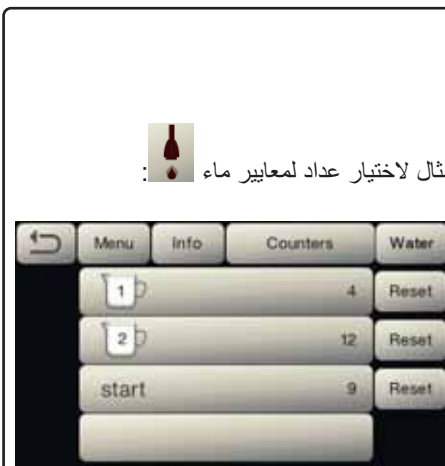 مثال لاختيار عداد لمعايير ماء :
Menu Info Counters Water
1 4 Reset
2 12 Reset
start 9 Reset